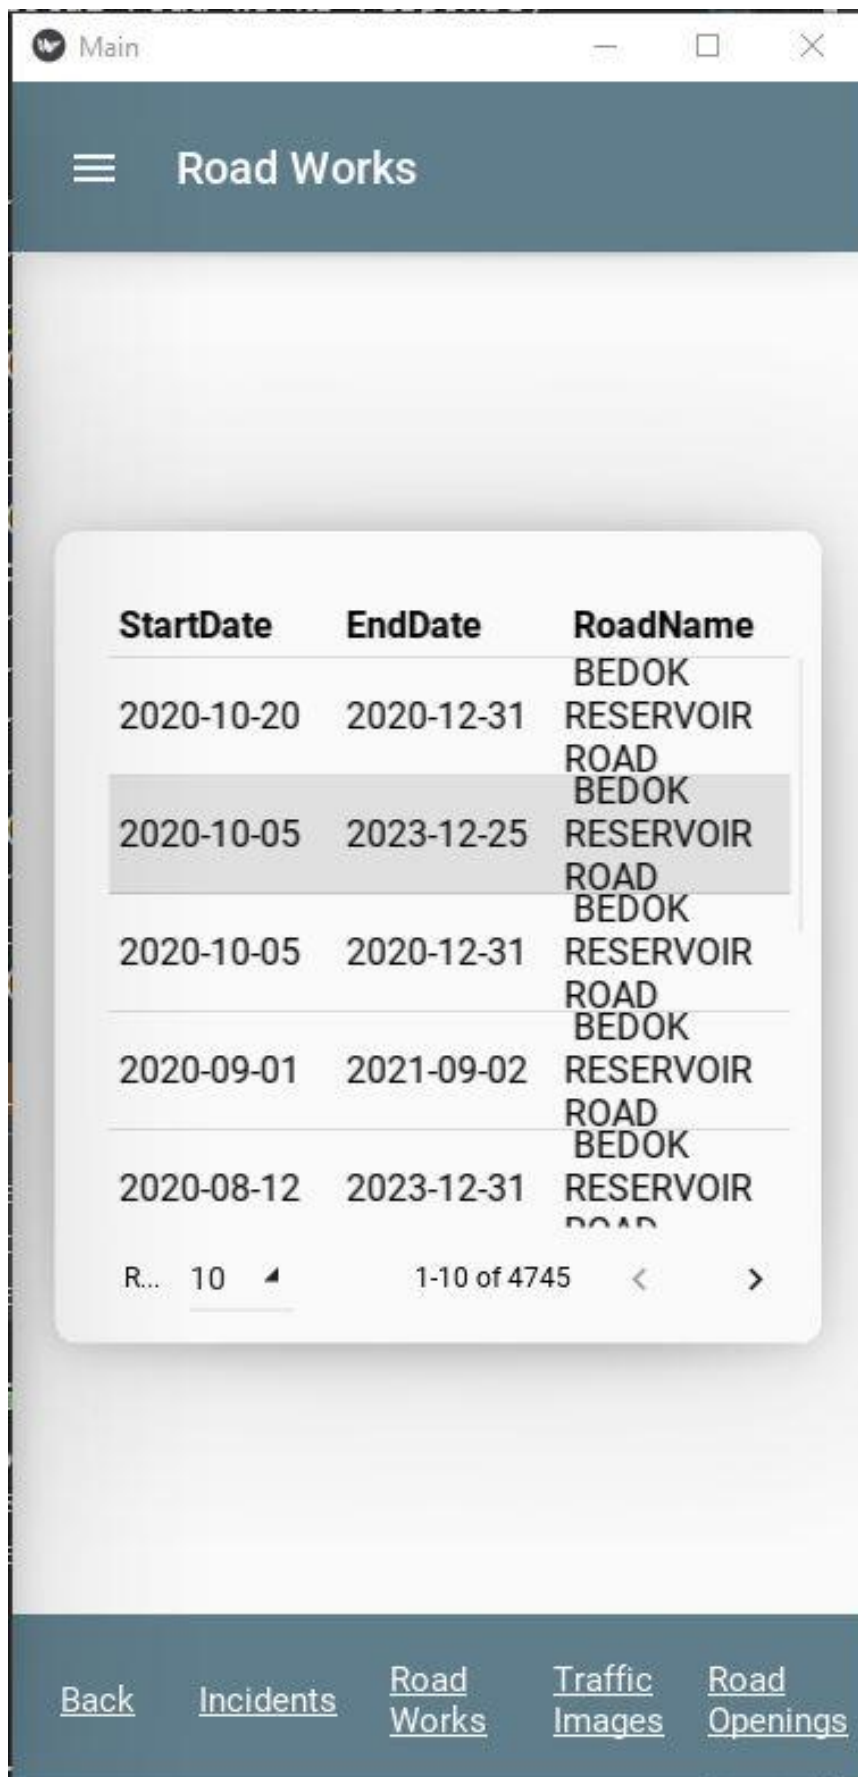 Main
Road Works
StartDate EndDate RoadName
BEDOK
2020-10-20 2020-12-31 RESERVOIR
ROAD
BEDOK
2020-10-05 2023-12-25 RESERVOIR
ROAD
BEDOK
2020-10-05 2020-12-31 RESERVOIR
ROAD
BEDOK
2020-09-01 2021-09-02 RESERVOIR
ROAD
BEDOK
2020-08-12 2023-12-31 RESERVOIR
ROAD
R... 10 1-10 of 4745
Back Incidents Road Works Traffic Images Road Openings